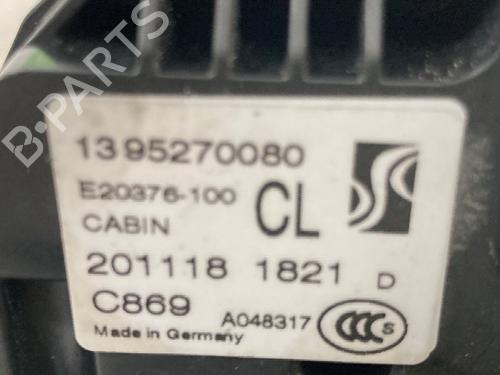 B-PARTS
1395270080
E20376-100
CL
CABIN
201118 1821 D
C869
A048317
CCC S
Made in Germany